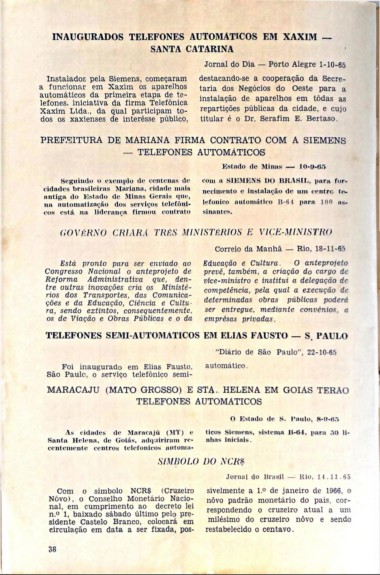 INAUGURADOS TELEFONES AUTOMÁTICOS EM XAXIM —
SANTA CATARINA
Jornal do Dia — Porto Alegre 1-10-65
Instalados pela Siemens, começaram
a funcionar em Xaxim os aparelhos
automáticos da primeira etapa de te-
lefones, iniciativa da firma Telefônica
Xaxim Ltda., da qual participam to-
dos os xaxienses de interêsse público,
destacando-se a cooperação da Secre-
taria dos Negócios do Oeste para a
instalação de aparelhos em tôdas as
repartições públicas da cidade, e cujo
titular é o Dr. Serafim E. Bertaso.
PREFEITURA DE MARIANA FIRMA CONTRATO COM A SIEMENS
— TELEFONES AUTOMÁTICOS
Estado de Minas — 10-9-65
Seguindo o exemplo de centenas de
cidades brasileiras Mariana, cidade mais
antiga do Estado de Minas Gerais que,
na automatização dos serviços telefôni-
cos está na liderança firmou contrato
com a SIEMENS DO BRASIL, para for-
necimento e instalação de um centro te-
lefonico automático B-64 para 100 as-
sinantes.
GOVERNO CRIARÁ TRES MINISTERIOS E VICE-MINISTRO
Correio da Manhã — Rio, 18-11-65
Está pronto para ser enviado ao
Congresso Nacional o anteprojeto de
Reforma Administrativa que, den-
tre outras inovações cria os Ministé-
rios dos Transportes, das Comunica-
ções e da Educação, Ciência e Cultu-
ra, sendo extintos, consequentemente,
os de Viação e Obras Públicas e o da
Educação e Cultura. O anteprojeto
prevê, também, a criação do cargo de
vice-ministro e institui a delegação de
competência, pela qual a execução de
determinadas obras públicas poderá
ser entregue, mediante convênios, a
emprêsas privadas.
TELEFONES SEMI-AUTOMATICOS EM ELIAS FAUSTO — S. PAULO
"Diário de São Paulo", 22-10-65
Foi inaugurado em Elias Fausto,
São Paulo, o serviço telefônico semi-
automático.
MARACAJU (MATO GROSSO) E STA. HELENA EM GOIÁS TERÃO
TELEFONES AUTOMATICOS
O Estado de S. Paulo, 8-9-65
As cidades de Maracajú (MT) e
Santa Helena, de Goiás, adquiriram re-
centemente centros telefonicos automa-
ticos Siemens, sistema B-64, para 50 li-
nhas iniciais.
SIMBOLO DO NCR$
Jornal do Brasil — Rio, 14.11.65
Com o símbolo NCR$ (Cruzeiro
Nôvo), o Conselho Monetário Nacio-
nal, em cumprimento ao decreto lei
n.º 1, baixado sábado último pelo pre-
sidente Castelo Branco, colocará em
circulação em data a ser fixada, pos-
sivelmente a 1.º de janeiro de 1966, o
nôvo padrão monetário do país, cor-
respondendo o cruzeiro atual a um
milésimo do cruzeiro nôvo e sendo
restabelecido o centavo.
38